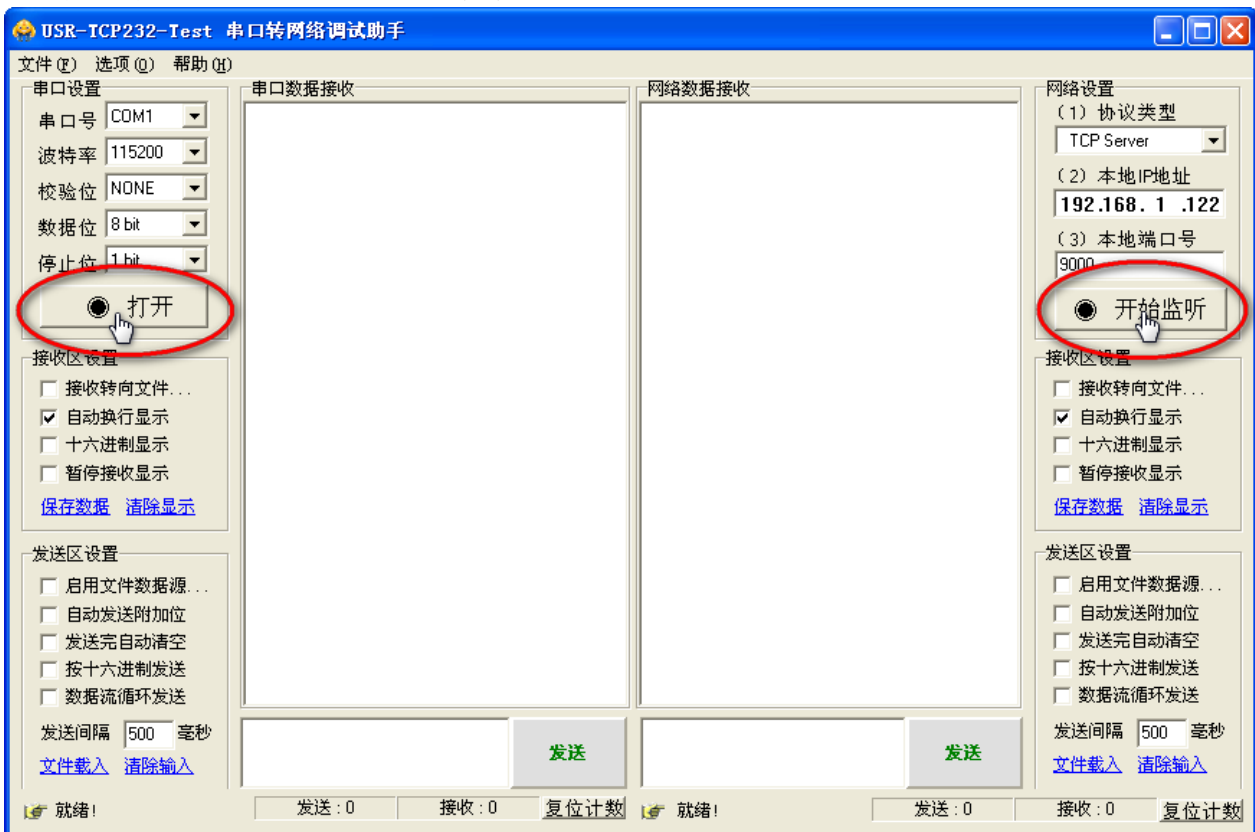 USR-TCP232-Test 串口转网络调试助手
文件(F) 选项(O) 帮助(H)
串口设置
串口号 COM1
波特率 115200
校验位 NONE
数据位 8 bit
停止位 1 bit
打开
接收区设置
接收转向文件...
自动换行显示
十六进制显示
暂停接收显示
保存数据 清除显示
发送区设置
启用文件数据源...
自动发送附加位
发送完自动清空
按十六进制发送
数据流循环发送
发送间隔 500 毫秒
文件载入 清除输入
串口数据接收
发送
网络数据接收
发送
网络设置
(1) 协议类型
TCP Server
(2) 本地IP地址
192.168. 1 .122
(3) 本地端口号
9000
开始监听
接收区设置
接收转向文件...
自动换行显示
十六进制显示
暂停接收显示
保存数据 清除显示
发送区设置
启用文件数据源...
自动发送附加位
发送完自动清空
按十六进制发送
数据流循环发送
发送间隔 500 毫秒
文件载入 清除输入
就绪! 发送:0 接收:0 复位计数 就绪! 发送:0 接收:0 复位计数